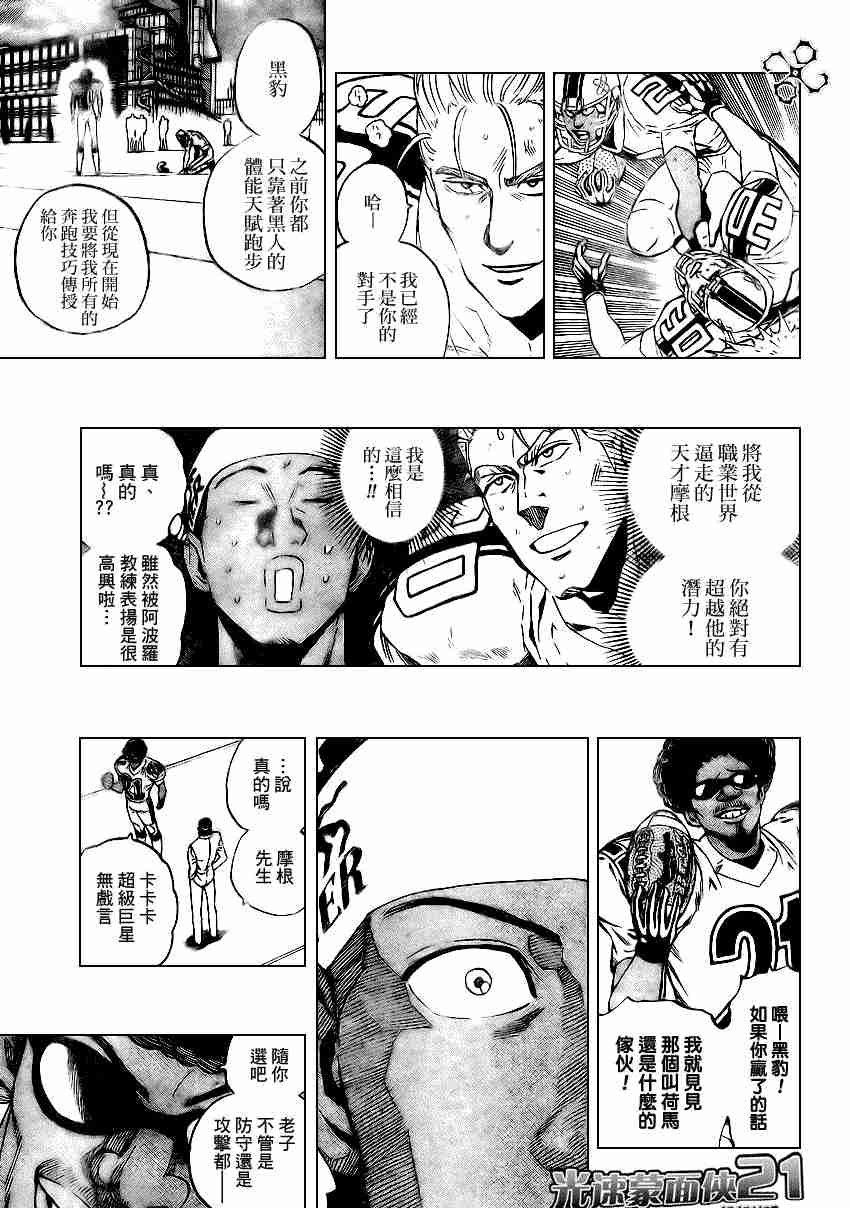 哈—
我已經
不是你的
對手了
黑豹
之前你都
只靠著黑人的
體能天賦跑步
但從現在開始
我要將我所有的
奔跑技巧傳授
給你
將我從
職業世界
逼走的
天才摩根
你絕對有
超越他的
潛力！
我是
這麼相信
的…!!
真、
真的
嗎~??
雖然被阿波羅
教練表揚是很
高興啦…
喂—黑豹！
如果你贏了的話
我就見見
那個叫荷馬
還是什麼的
傢伙！
ER
…說
真的嗎
摩根
先生
卡卡卡
超級巨星
無戲言
隨你
選吧
老子
不管是
防守還是
攻擊都—
光速蒙面俠21